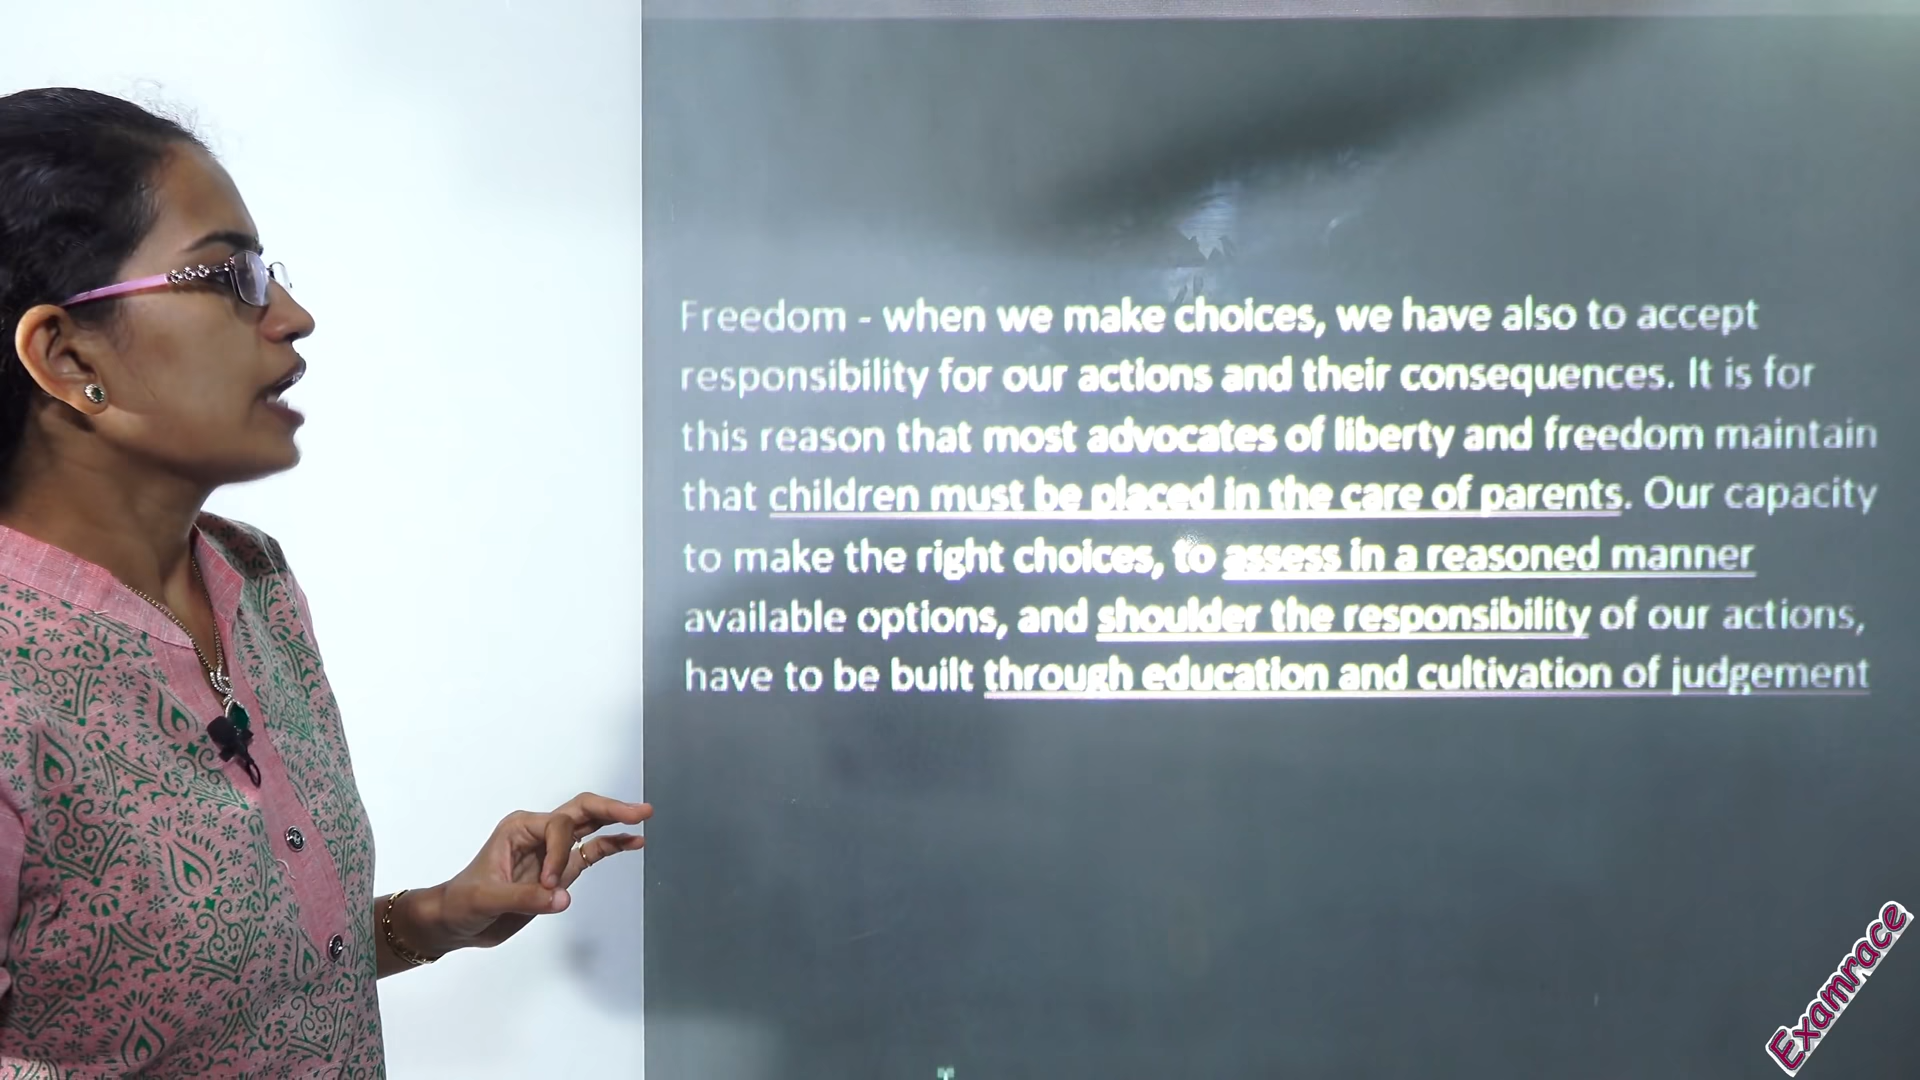 Freedom - when we make choices, we have also to accept
responsibility for our actions and their consequences. It is for
this reason that most advocates of liberty and freedom maintain
that children must be placed in the care of parents. Our capacity
to make the right choices, to assess in a reasoned manner
available options, and shoulder the responsibility of our actions,
have to be built through education and cultivation of judgement
Examrace